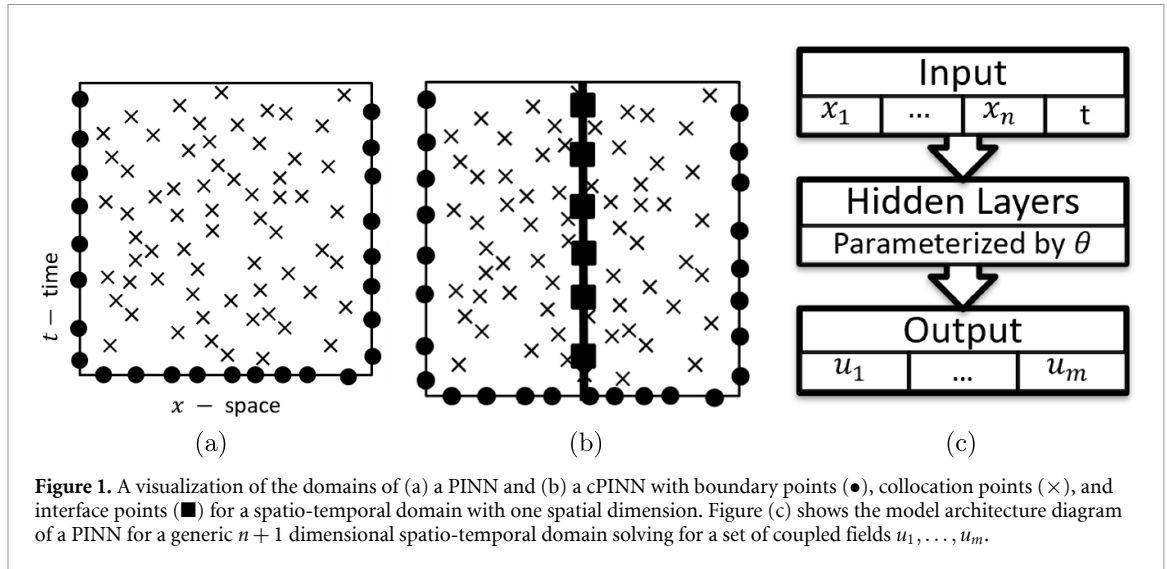 t – time
x – space
(a)
(b)
Input
x₁ ... xₙ t
Hidden Layers
Parameterized by θ
Output
u₁ ... uₘ
(c)
Figure 1. A visualization of the domains of (a) a PINN and (b) a cPINN with boundary points (●), collocation points (×), and
interface points (■) for a spatio-temporal domain with one spatial dimension. Figure (c) shows the model architecture diagram
of a PINN for a generic n + 1 dimensional spatio-temporal domain solving for a set of coupled fields u₁,...,uₘ.